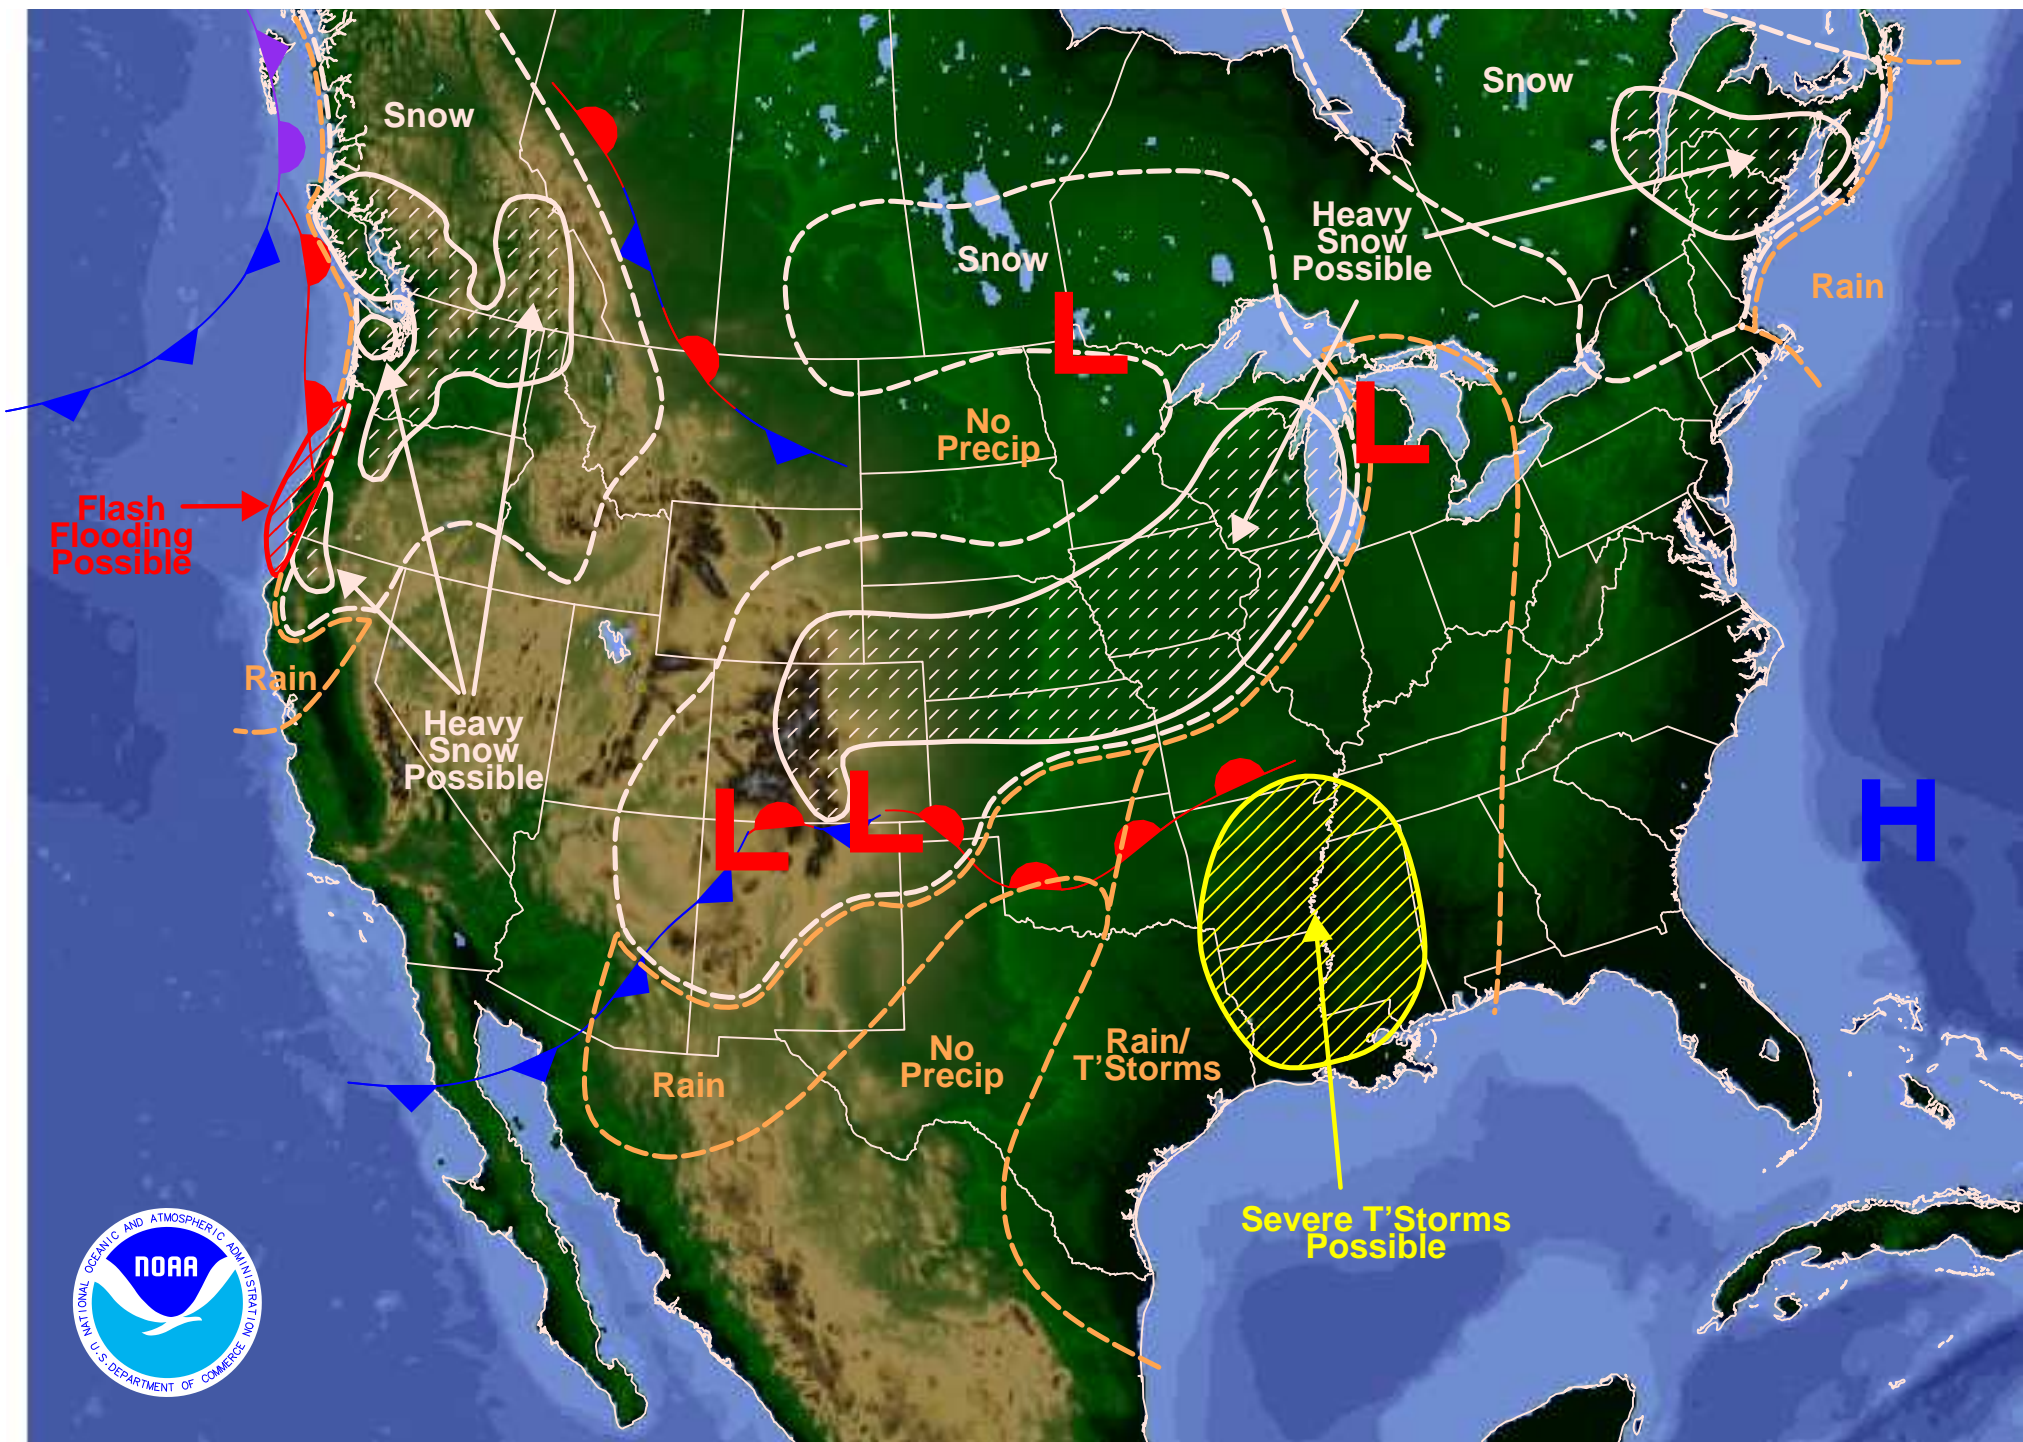 Snow
Snow
Heavy
Snow
Possible
Snow
Rain
No
Precip
Flash
Flooding
Possible
Rain
Heavy
Snow
Possible
L
L
L
L
H
No
Precip
Rain/
T'Storms
Rain
Severe T'Storms
Possible
NATIONAL OCEANIC AND ATMOSPHERIC ADMINISTRATION
NOAA
U.S. DEPARTMENT OF COMMERCE